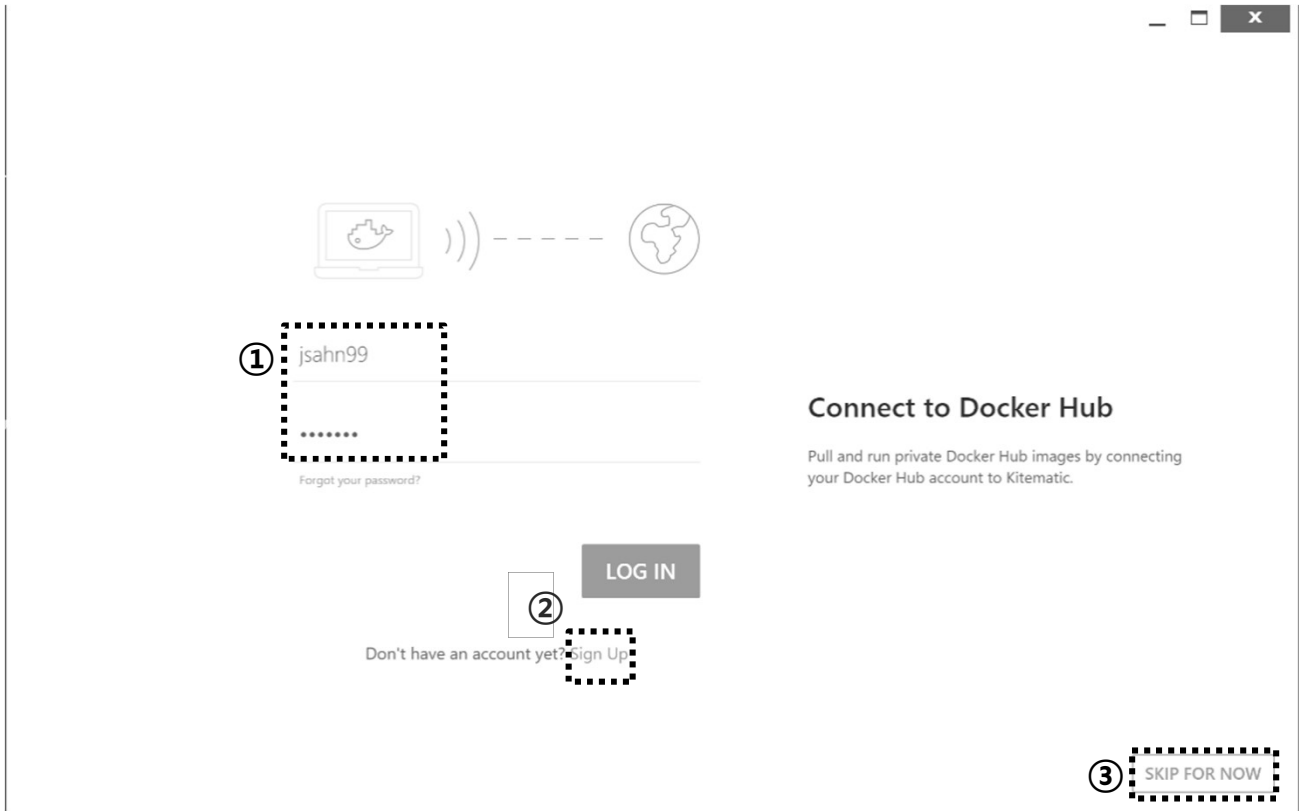 x
① jsahn99
•••••••
Forgot your password?
Connect to Docker Hub
Pull and run private Docker Hub images by connecting
your Docker Hub account to Kitematic.
LOG IN
②
Don't have an account yet? Sign Up
③ SKIP FOR NOW